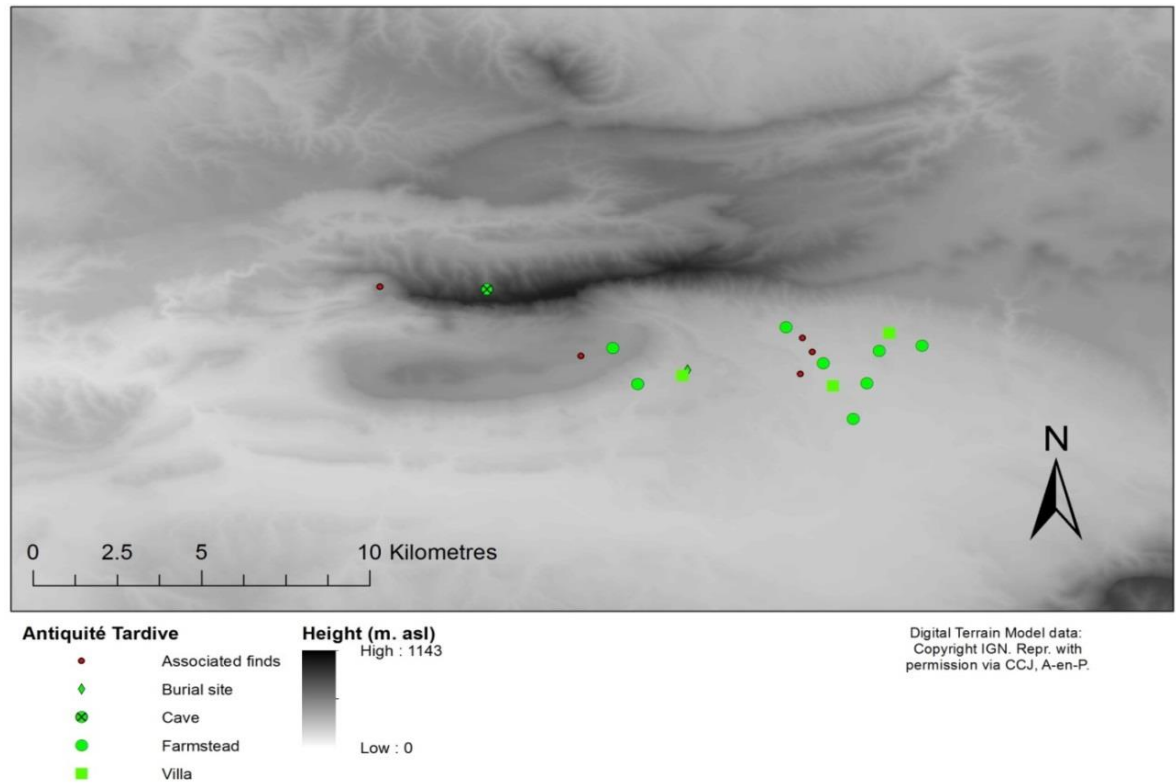 N
0 2.5 5 10 Kilometres
Antiquité Tardive
Associated finds
Burial site
Cave
Farmstead
Villa
Height (m. asl)
High : 1143
Low : 0
Digital Terrain Model data:
Copyright IGN. Repr. with
permission via CCJ, A-en-P.